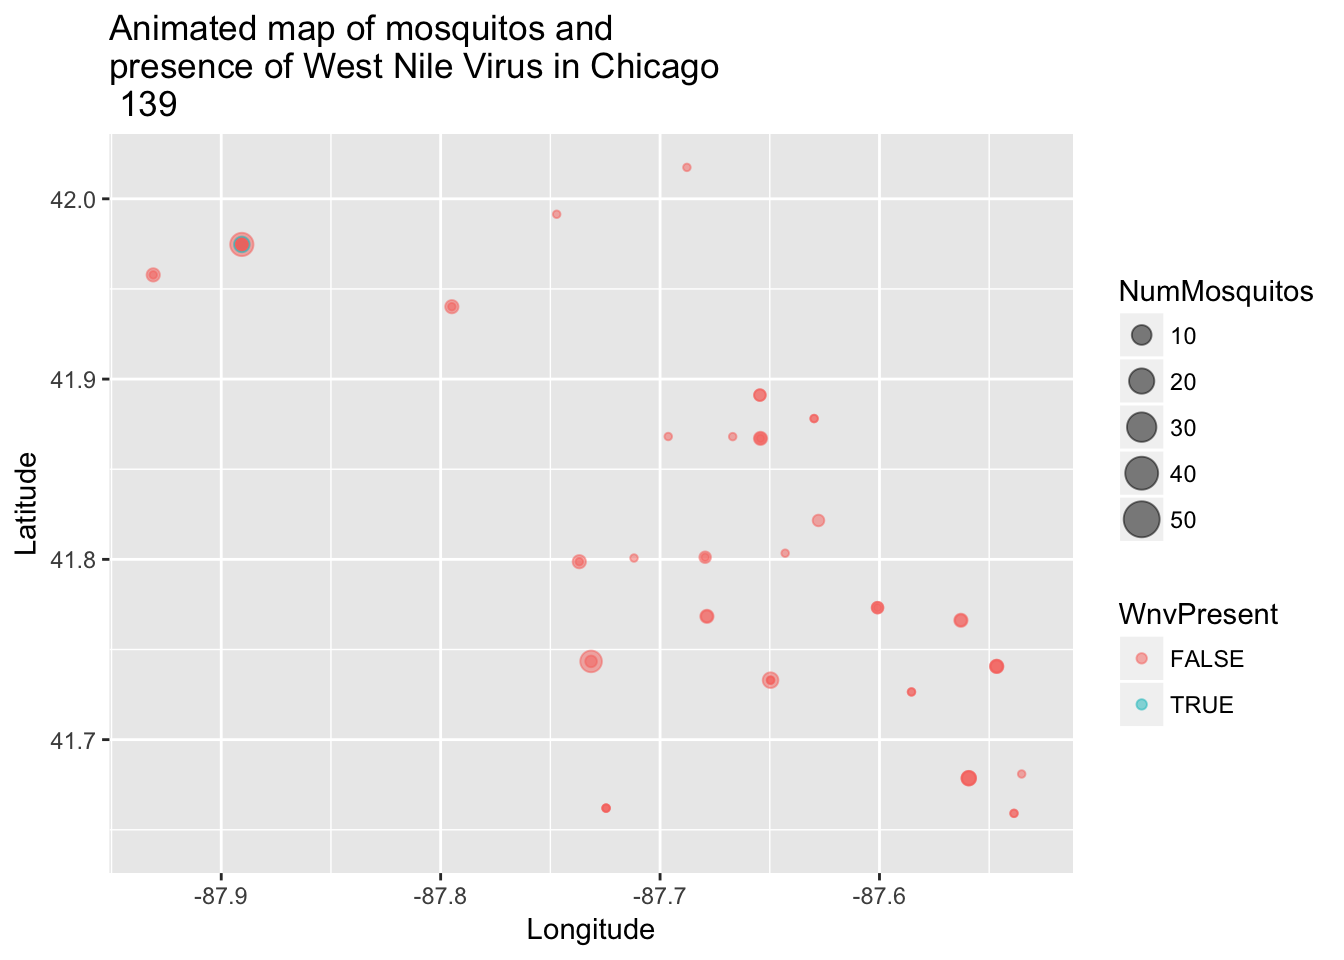 Animated map of mosquitos and
presence of West Nile Virus in Chicago
139
42.0
41.9
41.8
41.7
Latitude
-87.9
-87.8
-87.7
-87.6
Longitude
NumMosquitos
10
20
30
40
50
WnvPresent
FALSE
TRUE